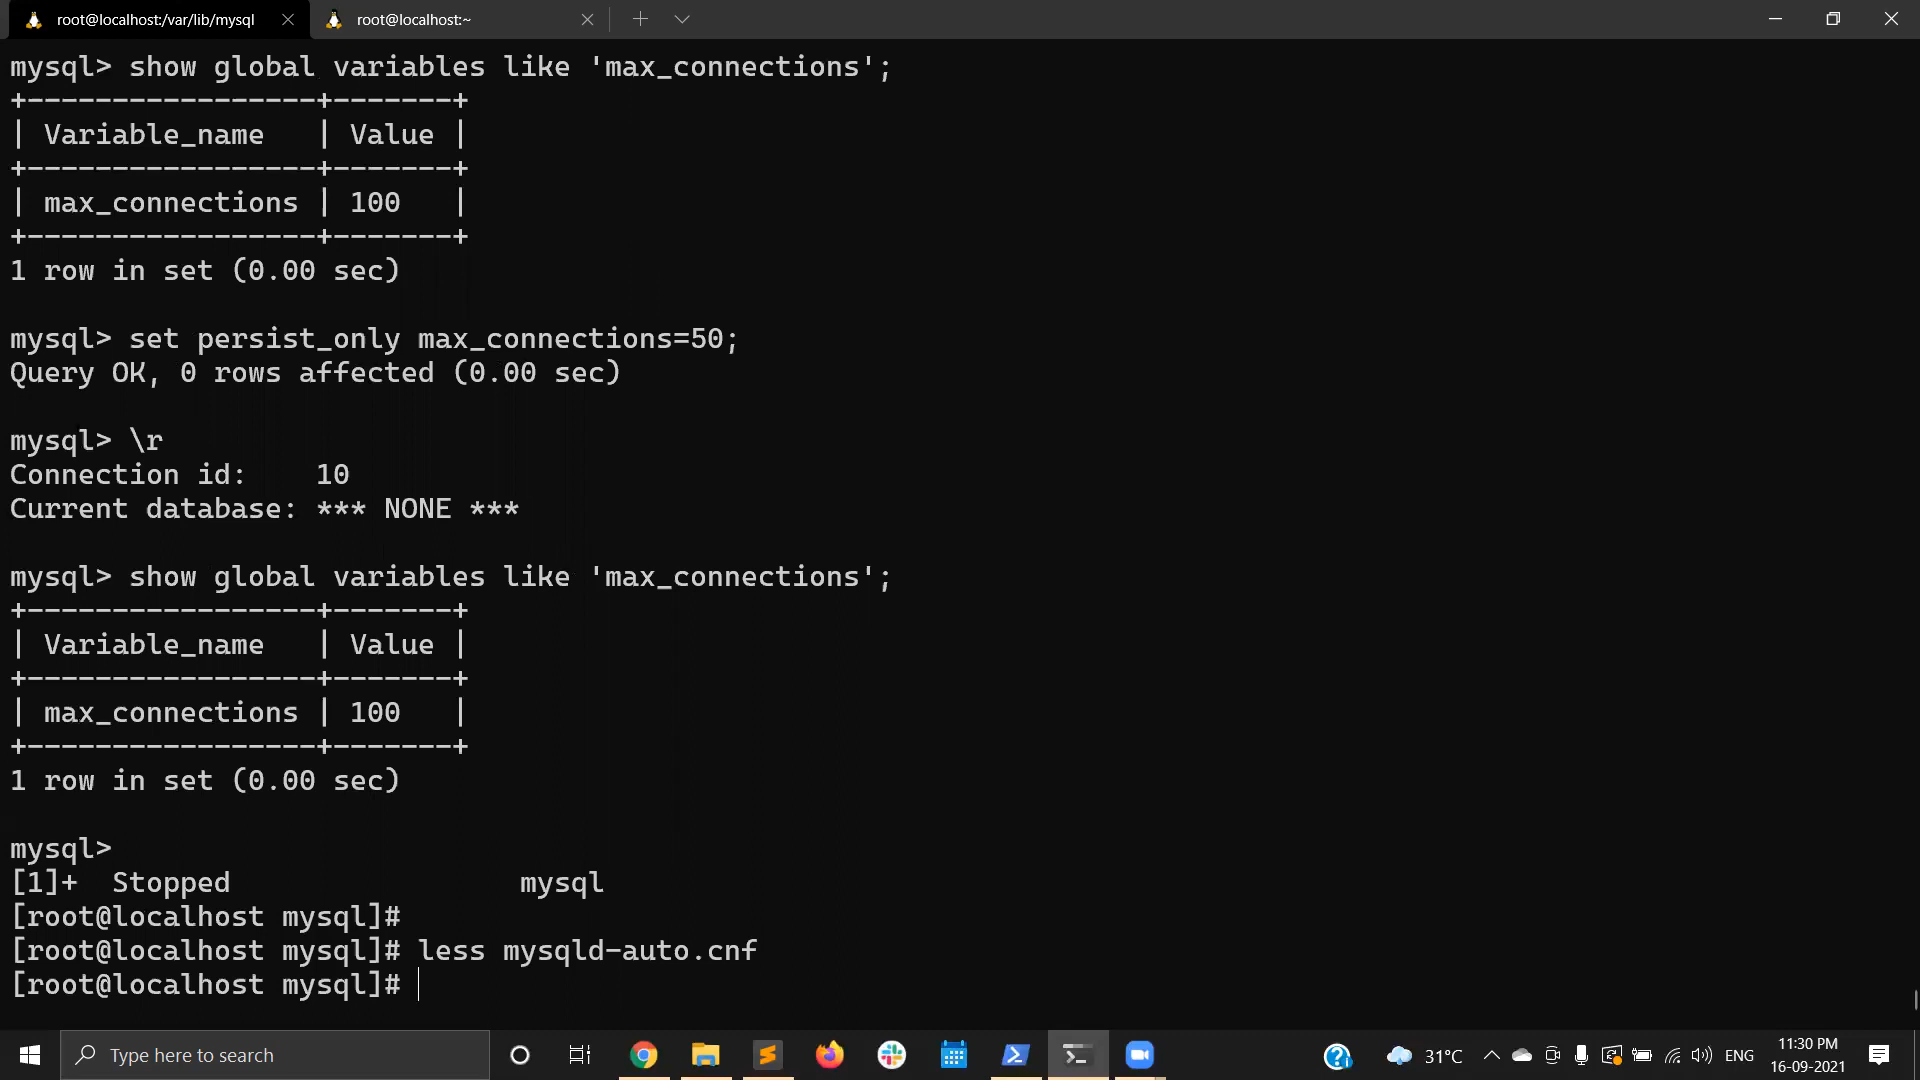 root@localhost:/var/lib/mysql
root@localhost:~
mysql> show global variables like 'max_connections';
+-----------------+-------+
| Variable_name   | Value |
+-----------------+-------+
| max_connections | 100   |
+-----------------+-------+
1 row in set (0.00 sec)
mysql> set persist_only max_connections=50;
Query OK, 0 rows affected (0.00 sec)
mysql> \r
Connection id:    10
Current database: *** NONE ***
mysql> show global variables like 'max_connections';
+-----------------+-------+
| Variable_name   | Value |
+-----------------+-------+
| max_connections | 100   |
+-----------------+-------+
1 row in set (0.00 sec)
mysql>
[1]+  Stopped                 mysql
[root@localhost mysql]#
[root@localhost mysql]# less mysqld-auto.cnf
[root@localhost mysql]#
Type here to search
31°C
ENG
11:30 PM
16-09-2021